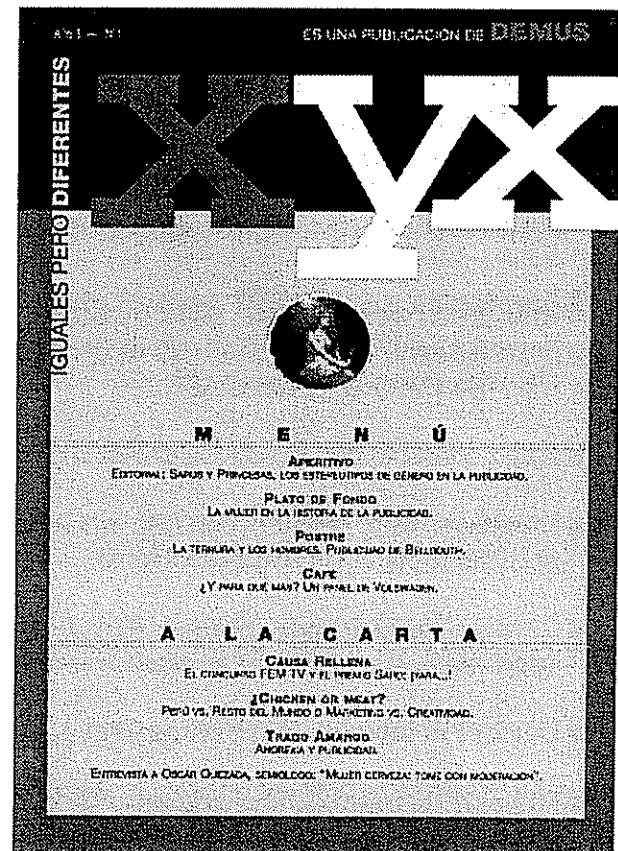 AÑO 1 — Nº1
ES UNA PUBLICACIÓN DE DEMUS
IGUALES PERO DIFERENTES
X y X
MENÚ
APERITIVO
EDITORIAL: SAPOS Y PRINCESAS, LOS ESTEREOTIPOS DE GÉNERO EN LA PUBLICIDAD.
PLATO DE FONDO
LA MUJER EN LA HISTORIA DE LA PUBLICIDAD.
POSTRE
LA TERNURA Y LOS HOMBRES. PUBLICIDAD DE BELLSOUTH.
CAFÉ
¿Y PARA QUÉ MÁS? UN PANEL DE VOLSWAGEN.
A LA CARTA
CAUSA RELLENA
EL CONCURSO FEM TV Y EL PREMIO SAPO: ¡PARA...!
¿CHICKEN OR MEAT?
PERÚ VS. RESTO DEL MUNDO O MARKETING VS. CREATIVIDAD.
TRAGO AMARGO
ANOREXIA Y PUBLICIDAD.
ENTREVISTA A OSCAR QUEZADA, SEMIÓLOGO: "MUJER CERVEZA: TOME CON MODERACIÓN".